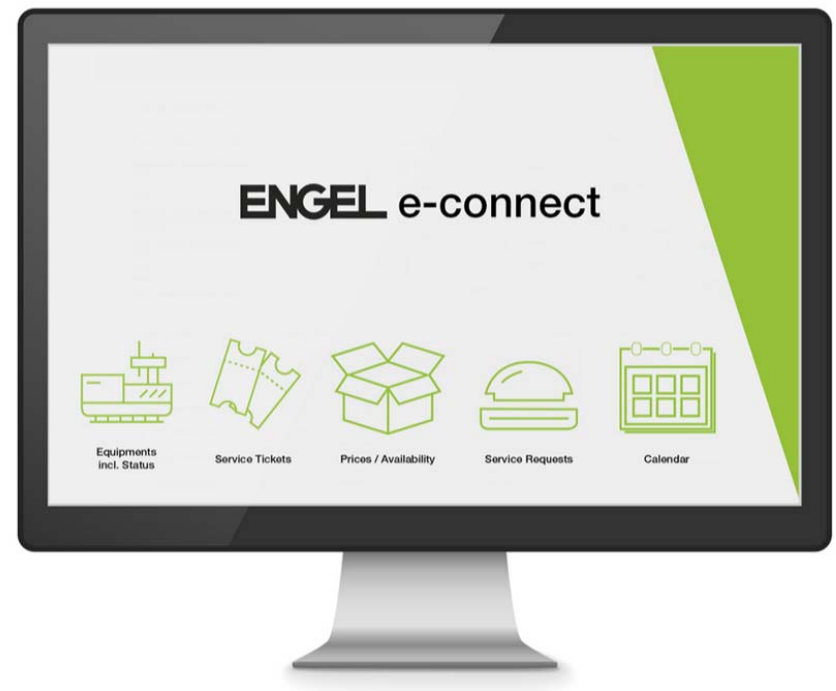 ENGEL e-connect
Equipments
incl. Status
Service Tickets
Prices / Availability
Service Requests
Calendar